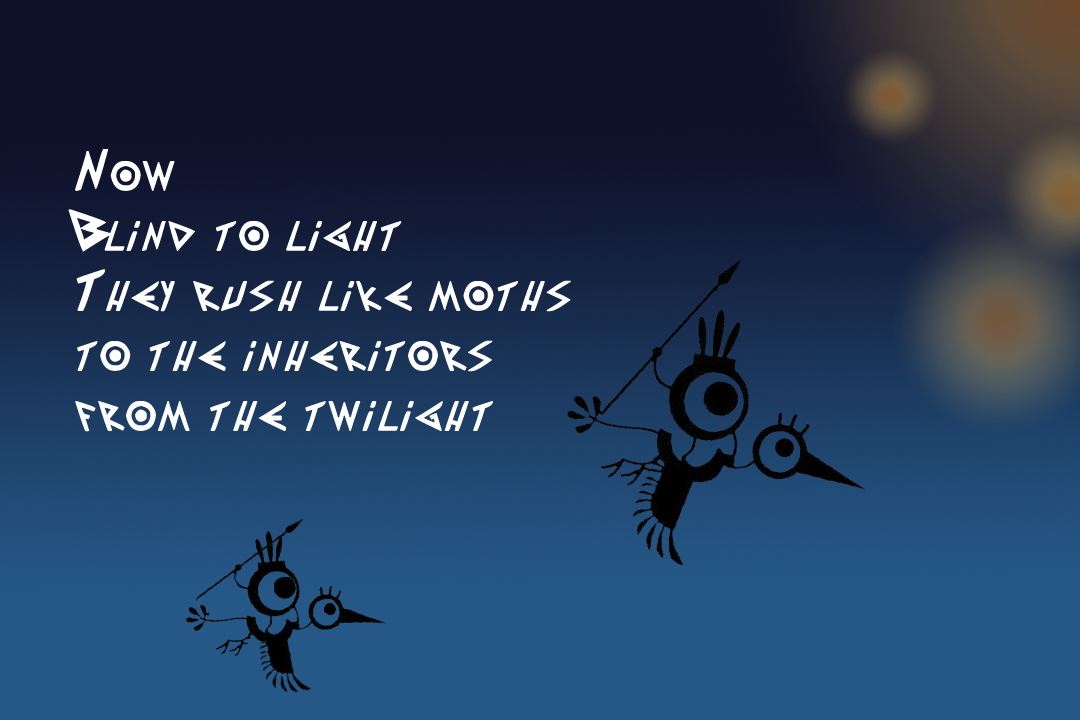 Now
Blind to light
They rush like moths
to the inheritors
from the twilight